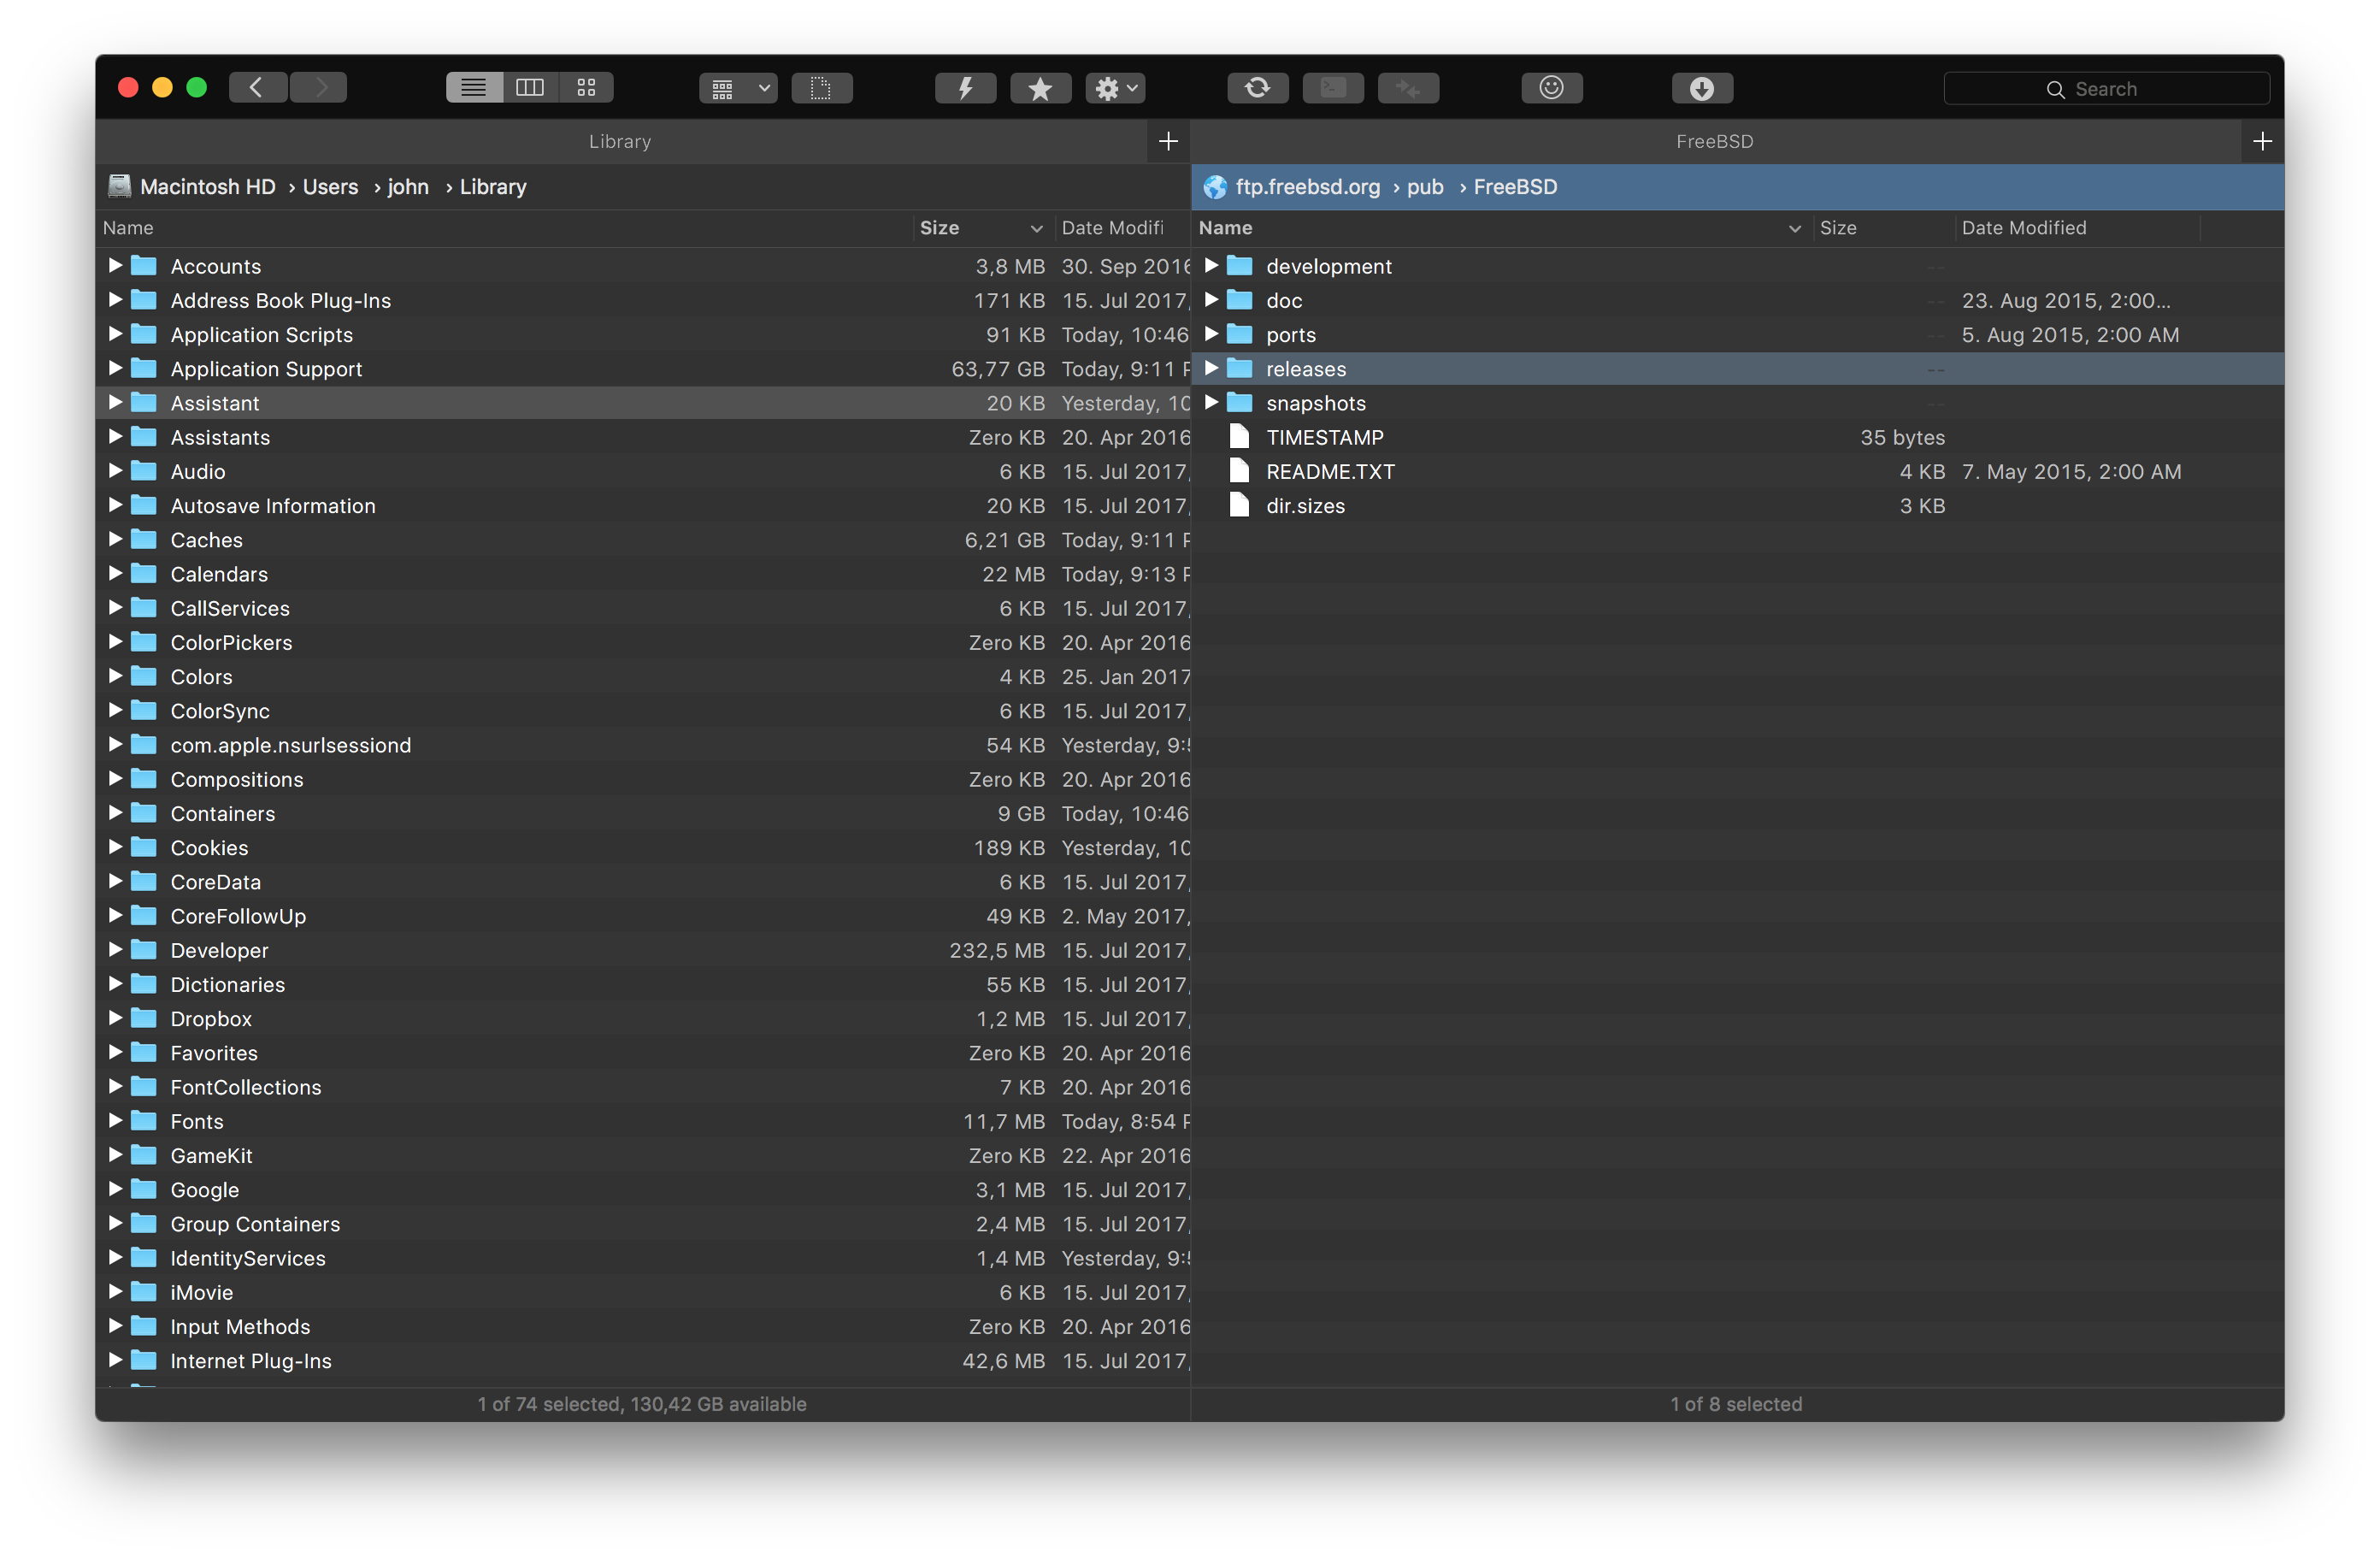 Search
Library
FreeBSD
Macintosh HD › Users › john › Library
ftp.freebsd.org › pub › FreeBSD
Name Size Date Modifi
Name Size Date Modified
Accounts 3,8 MB 30. Sep 2016
Address Book Plug-Ins 171 KB 15. Jul 2017,
Application Scripts 91 KB Today, 10:46
Application Support 63,77 GB Today, 9:11 P
Assistant 20 KB Yesterday, 10
Assistants Zero KB 20. Apr 2016
Audio 6 KB 15. Jul 2017,
Autosave Information 20 KB 15. Jul 2017,
Caches 6,21 GB Today, 9:11 P
Calendars 22 MB Today, 9:13 P
CallServices 6 KB 15. Jul 2017,
ColorPickers Zero KB 20. Apr 2016
Colors 4 KB 25. Jan 2017
ColorSync 6 KB 15. Jul 2017,
com.apple.nsurlsessiond 54 KB Yesterday, 9:5
Compositions Zero KB 20. Apr 2016
Containers 9 GB Today, 10:46
Cookies 189 KB Yesterday, 10
CoreData 6 KB 15. Jul 2017,
CoreFollowUp 49 KB 2. May 2017,
Developer 232,5 MB 15. Jul 2017,
Dictionaries 55 KB 15. Jul 2017,
Dropbox 1,2 MB 15. Jul 2017,
Favorites Zero KB 20. Apr 2016
FontCollections 7 KB 20. Apr 2016
Fonts 11,7 MB Today, 8:54 P
GameKit Zero KB 22. Apr 2016
Google 3,1 MB 15. Jul 2017,
Group Containers 2,4 MB 15. Jul 2017,
IdentityServices 1,4 MB Yesterday, 9:5
iMovie 6 KB 15. Jul 2017,
Input Methods Zero KB 20. Apr 2016
Internet Plug-Ins 42,6 MB 15. Jul 2017,
1 of 74 selected, 130,42 GB available
development --
doc -- 23. Aug 2015, 2:00...
ports -- 5. Aug 2015, 2:00 AM
releases --
snapshots --
TIMESTAMP 35 bytes
README.TXT 4 KB 7. May 2015, 2:00 AM
dir.sizes 3 KB
1 of 8 selected